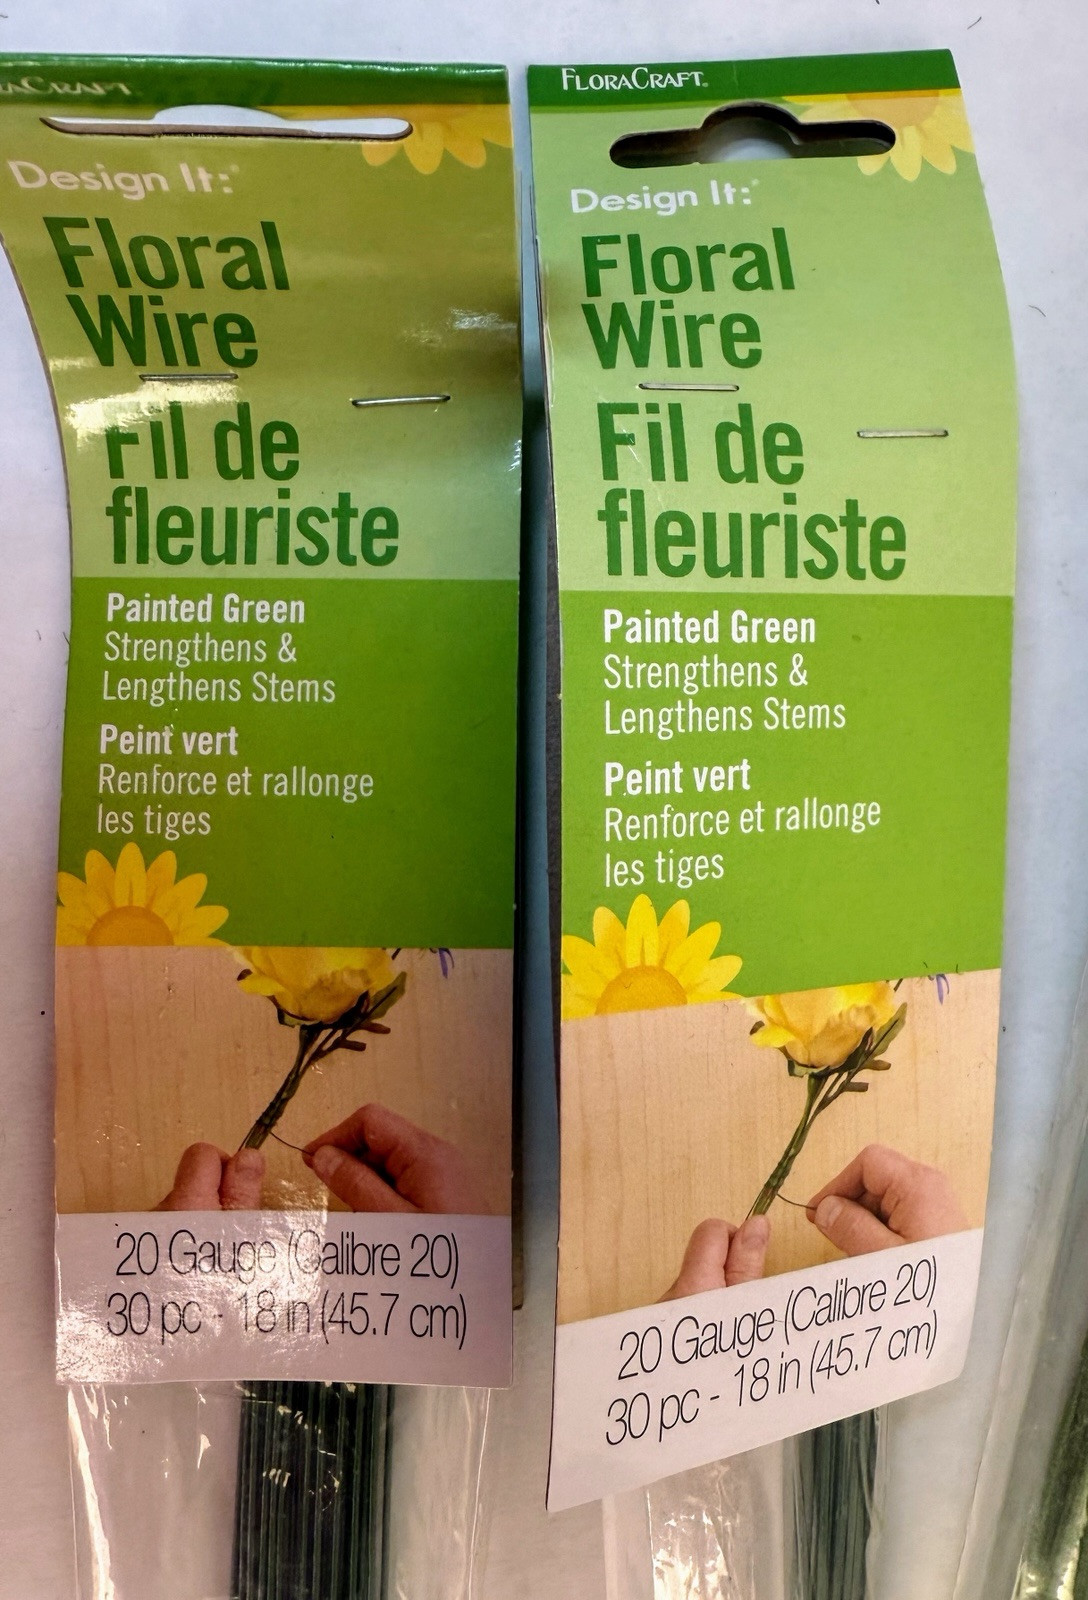 FLORACRAFT
Design It:
Floral
Wire
Fil de
fleuriste
Painted Green
Strengthens &
Lengthens Stems
Peint vert
Renforce et rallonge
les tiges
20 Gauge (Calibre 20)
30 pc - 18 in (45.7 cm)
FLORACRAFT®
Design It:
Floral
Wire
Fil de
fleuriste
Painted Green
Strengthens &
Lengthens Stems
Peint vert
Renforce et rallonge
les tiges
20 Gauge (Calibre 20)
30 pc - 18 in (45.7 cm)